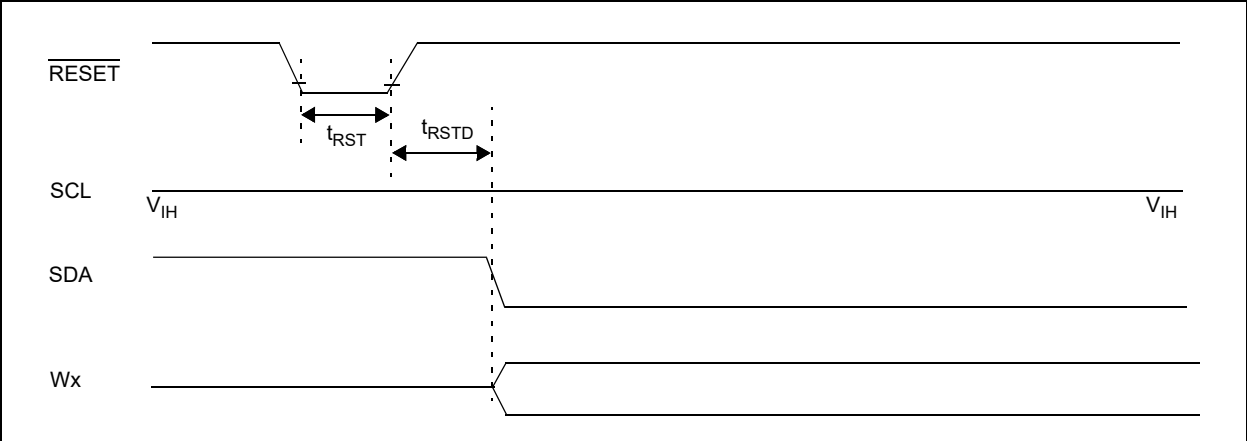 RESET
tRST
tRSTD
SCL
VIH
VIH
SDA
Wx